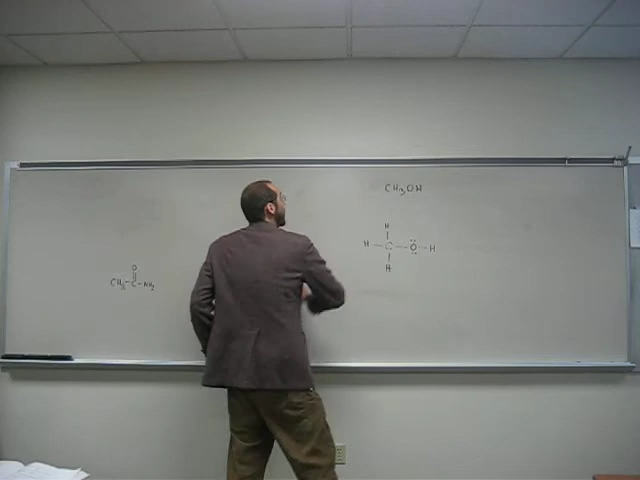 O
CH₃-C-NH₂
CH₃OH
H
H-C-Ö-H
H